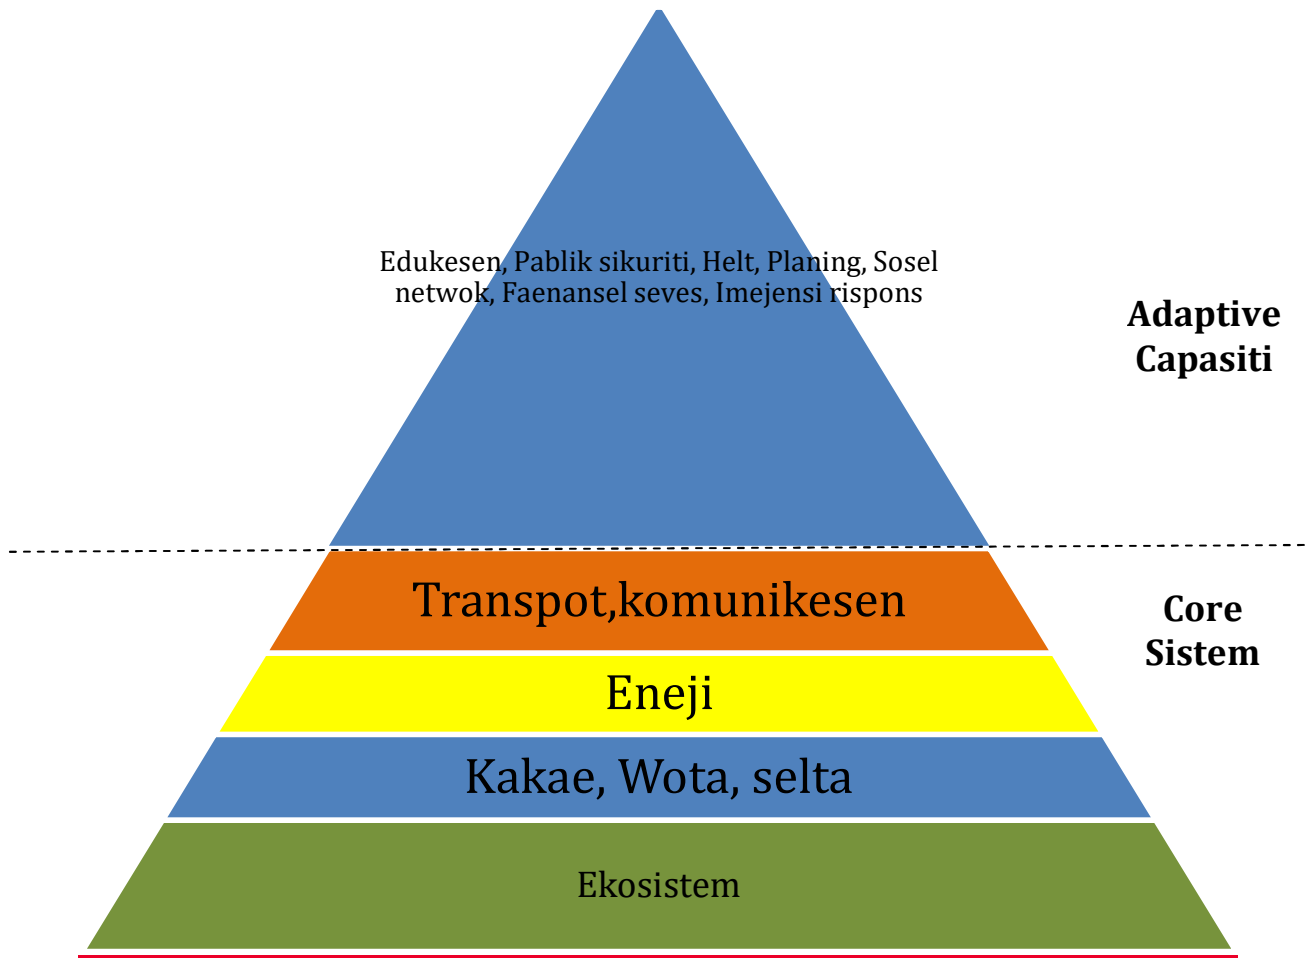 Edukesen, Pablik sikuriti, Helt, Planing, Sosel
netwok, Faenansel seves, Imejensi rispons
Adaptive
Capasiti
Transpot,komunikesen
Core
Sistem
Eneji
Kakae, Wota, selta
Ekosistem